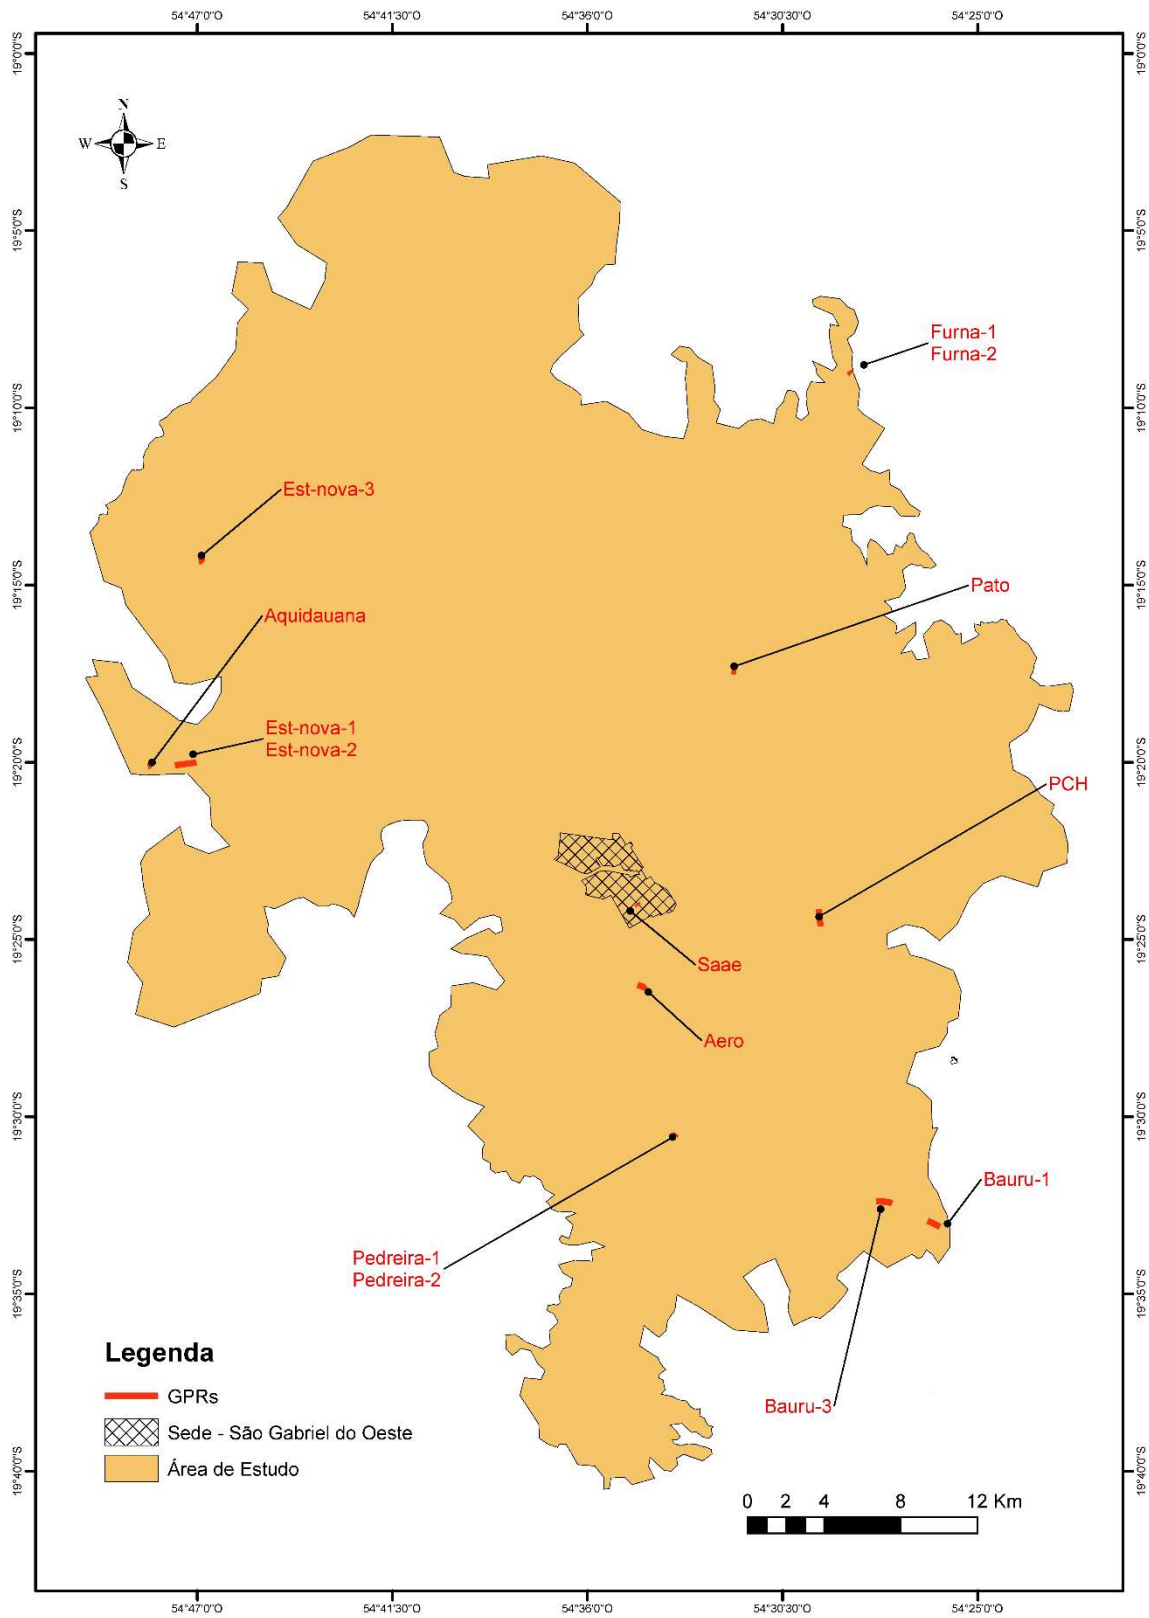 54°47'0"O 54°41'30"O 54°36'0"O 54°30'30"O 54°25'0"O
19°0'0"S 19°0'0"S
N
W E
S
19°5'0"S 19°5'0"S
Furna-1
Furna-2
19°10'0"S 19°10'0"S
Est-nova-3
19°15'0"S 19°15'0"S
Pato
Aquidauana
Est-nova-1
Est-nova-2
19°20'0"S 19°20'0"S
PCH
19°25'0"S 19°25'0"S
Saae
Aero
19°30'0"S 19°30'0"S
Bauru-1
Pedreira-1
Pedreira-2
19°35'0"S 19°35'0"S
Bauru-3
Legenda
GPRs
Sede - São Gabriel do Oeste
Área de Estudo
19°40'0"S 19°40'0"S
0 2 4 8 12 Km
54°47'0"O 54°41'30"O 54°36'0"O 54°30'30"O 54°25'0"O